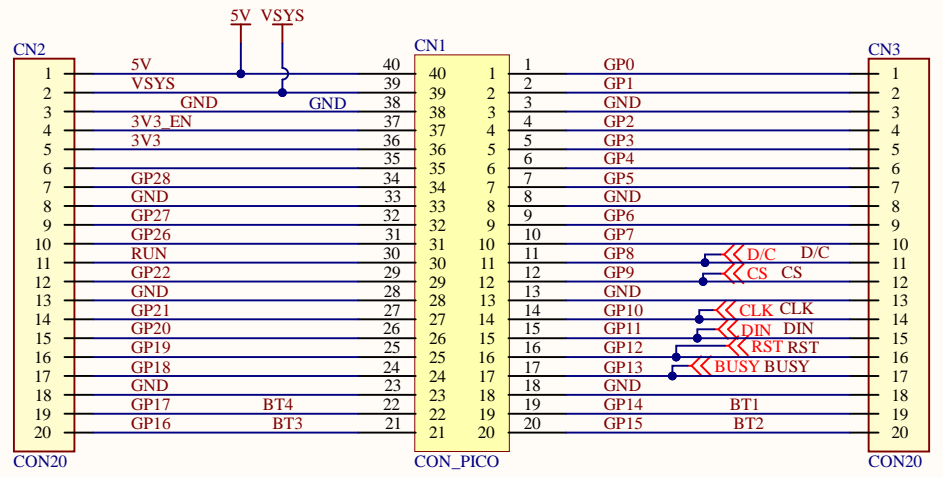 5V VSYS
CN2 CN1 CN3
1 5V 40 40 1 1 GP0 1
2 VSYS 39 39 2 2 GP1 2
3 GND GND 38 38 3 3 GND 3
4 3V3_EN 37 37 4 4 GP2 4
5 3V3 36 36 5 5 GP3 5
6 35 35 6 6 GP4 6
7 GP28 34 34 7 7 GP5 7
8 GND 33 33 8 8 GND 8
9 GP27 32 32 9 9 GP6 9
10 GP26 31 31 10 10 GP7 10
11 RUN 30 30 11 11 GP8 D/C D/C 11
12 GP22 29 29 12 12 GP9 CS CS 12
13 GND 28 28 13 13 GND 13
14 GP21 27 27 14 14 GP10 CLK CLK 14
15 GP20 26 26 15 15 GP11 DIN DIN 15
16 GP19 25 25 16 16 GP12 RST RST 16
17 GP18 24 24 17 17 GP13 BUSY BUSY 17
18 GND 23 23 18 18 GND 18
19 GP17 BT4 22 22 19 19 GP14 BT1 19
20 GP16 BT3 21 21 20 20 GP15 BT2 20
CON20 CON_PICO CON20